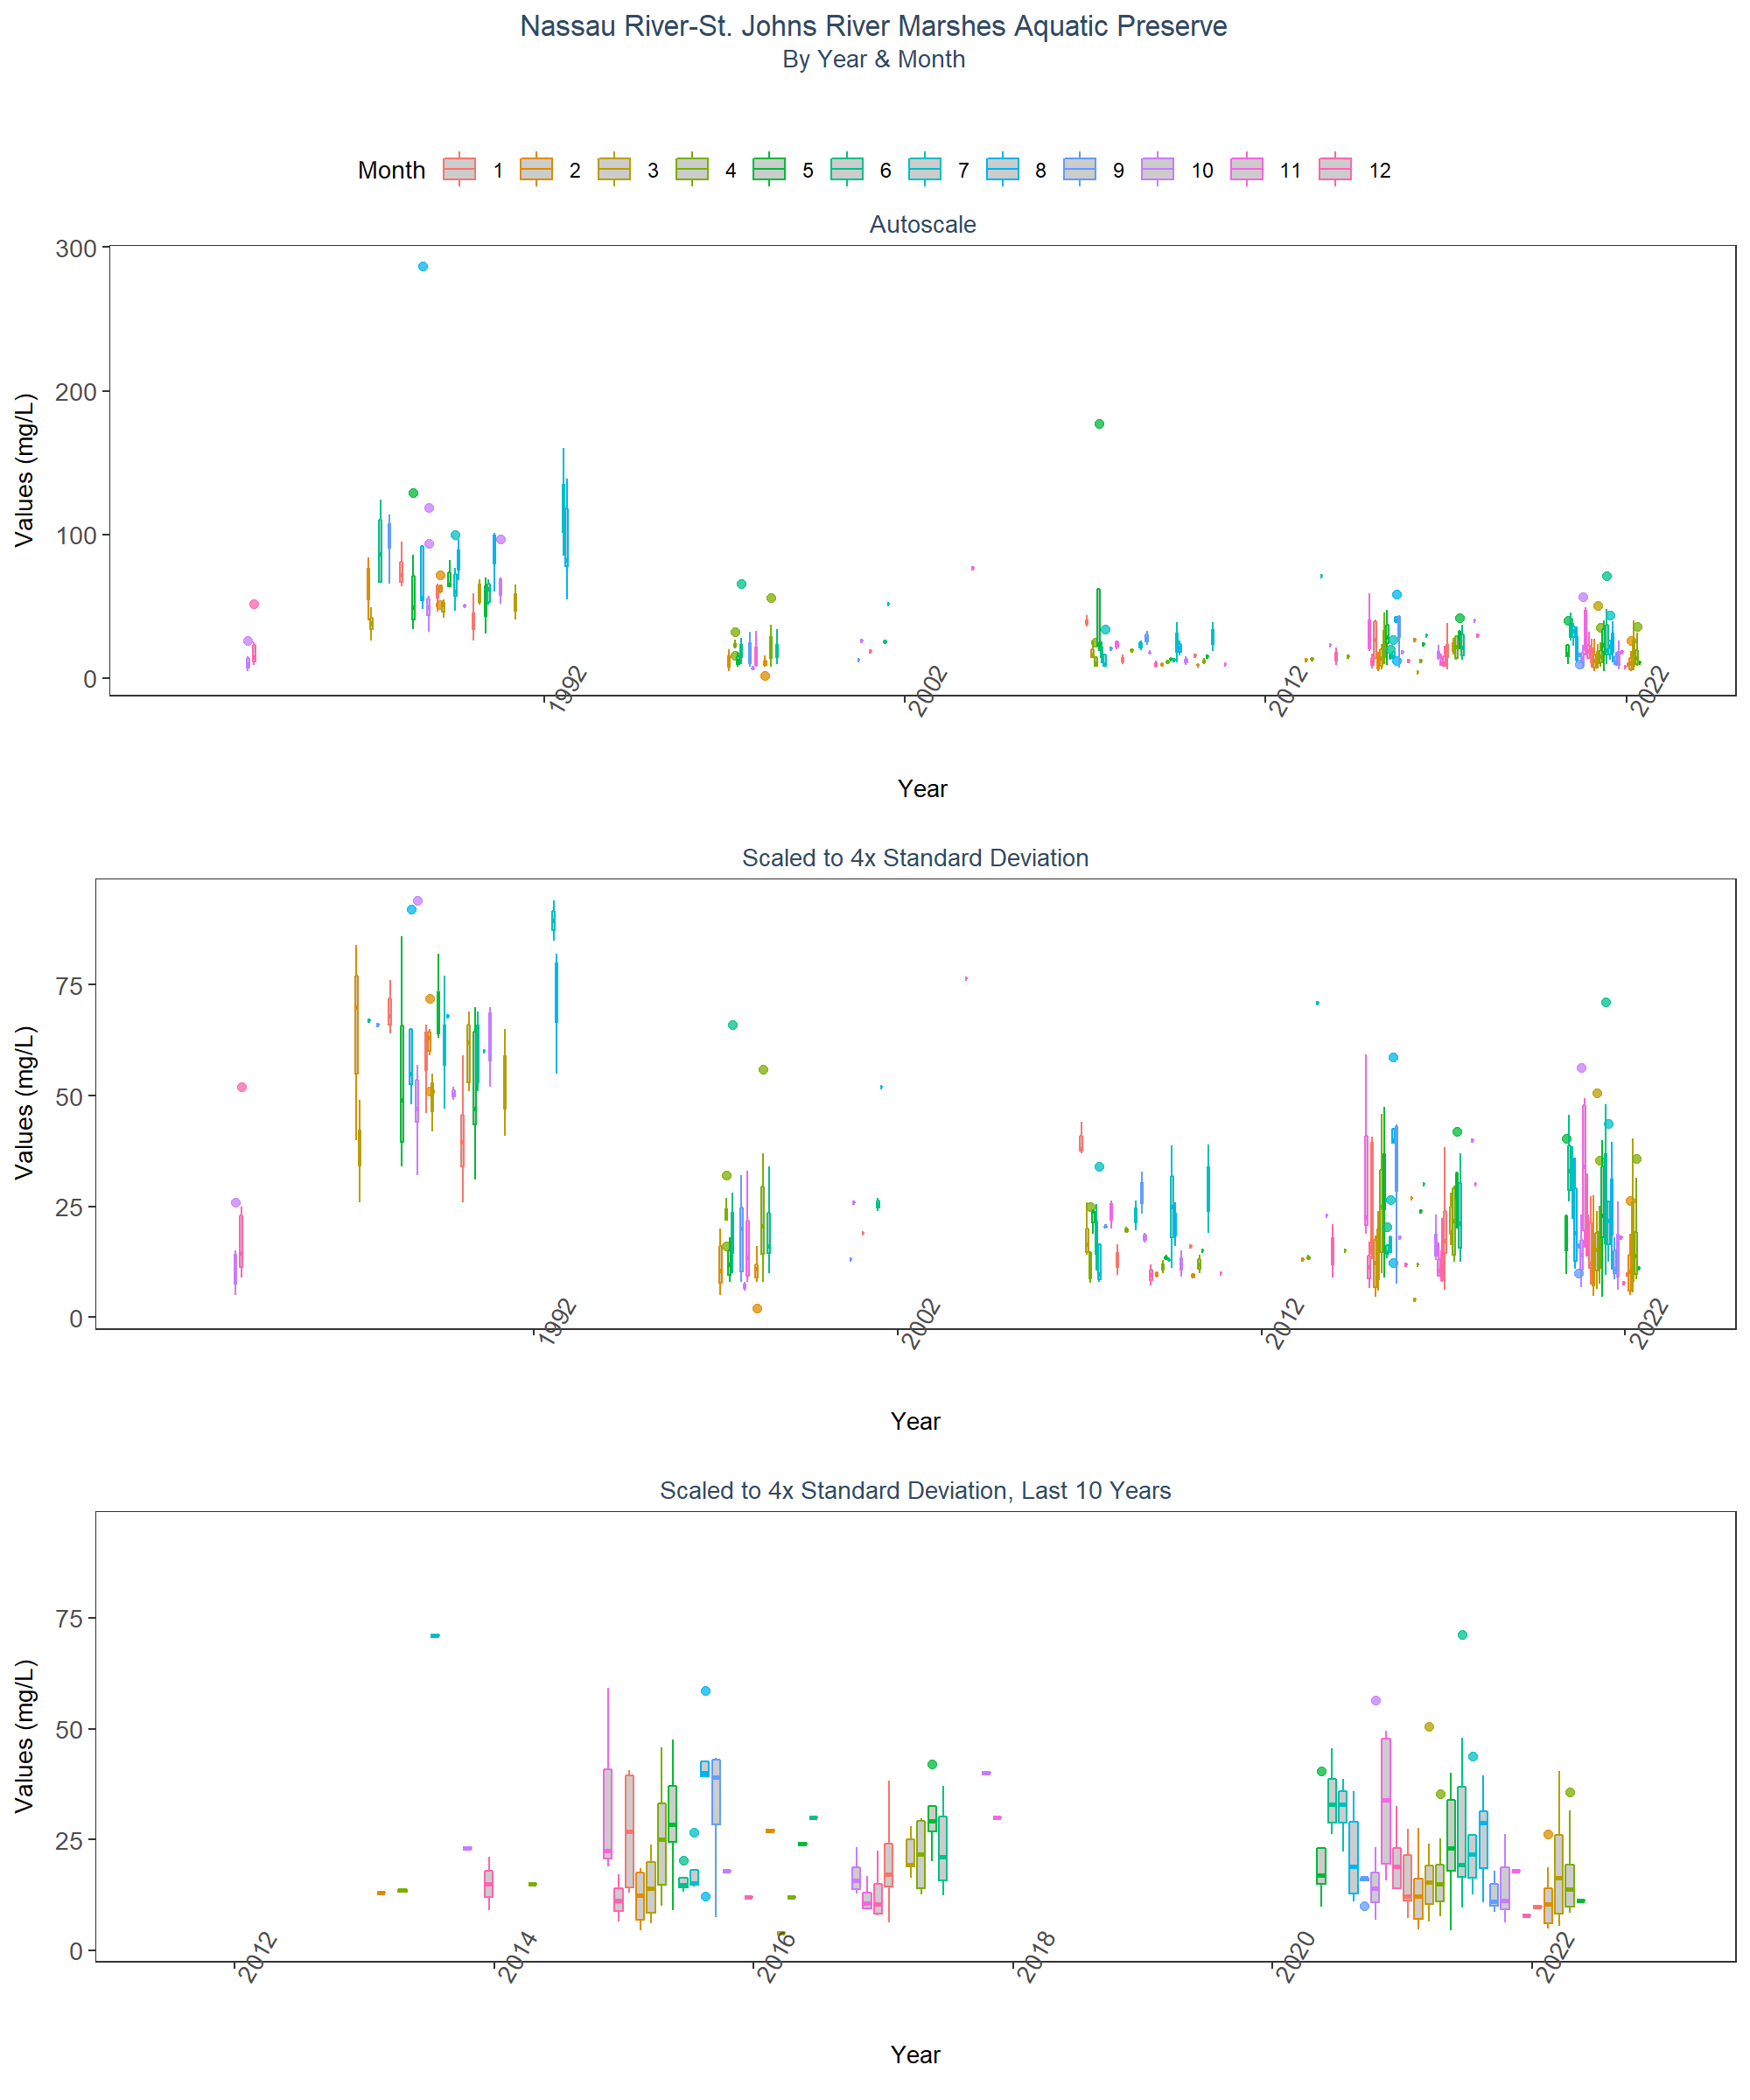 Nassau River-St. Johns River Marshes Aquatic Preserve
By Year & Month
Month 1 2 3 4 5 6 7 8 9 10 11 12
Autoscale
300
200
100
0
Values (mg/L)
1992 2002 2012 2022
Year
Scaled to 4x Standard Deviation
75
50
25
0
Values (mg/L)
1992 2002 2012 2022
Year
Scaled to 4x Standard Deviation, Last 10 Years
75
50
25
0
Values (mg/L)
2012 2014 2016 2018 2020 2022
Year